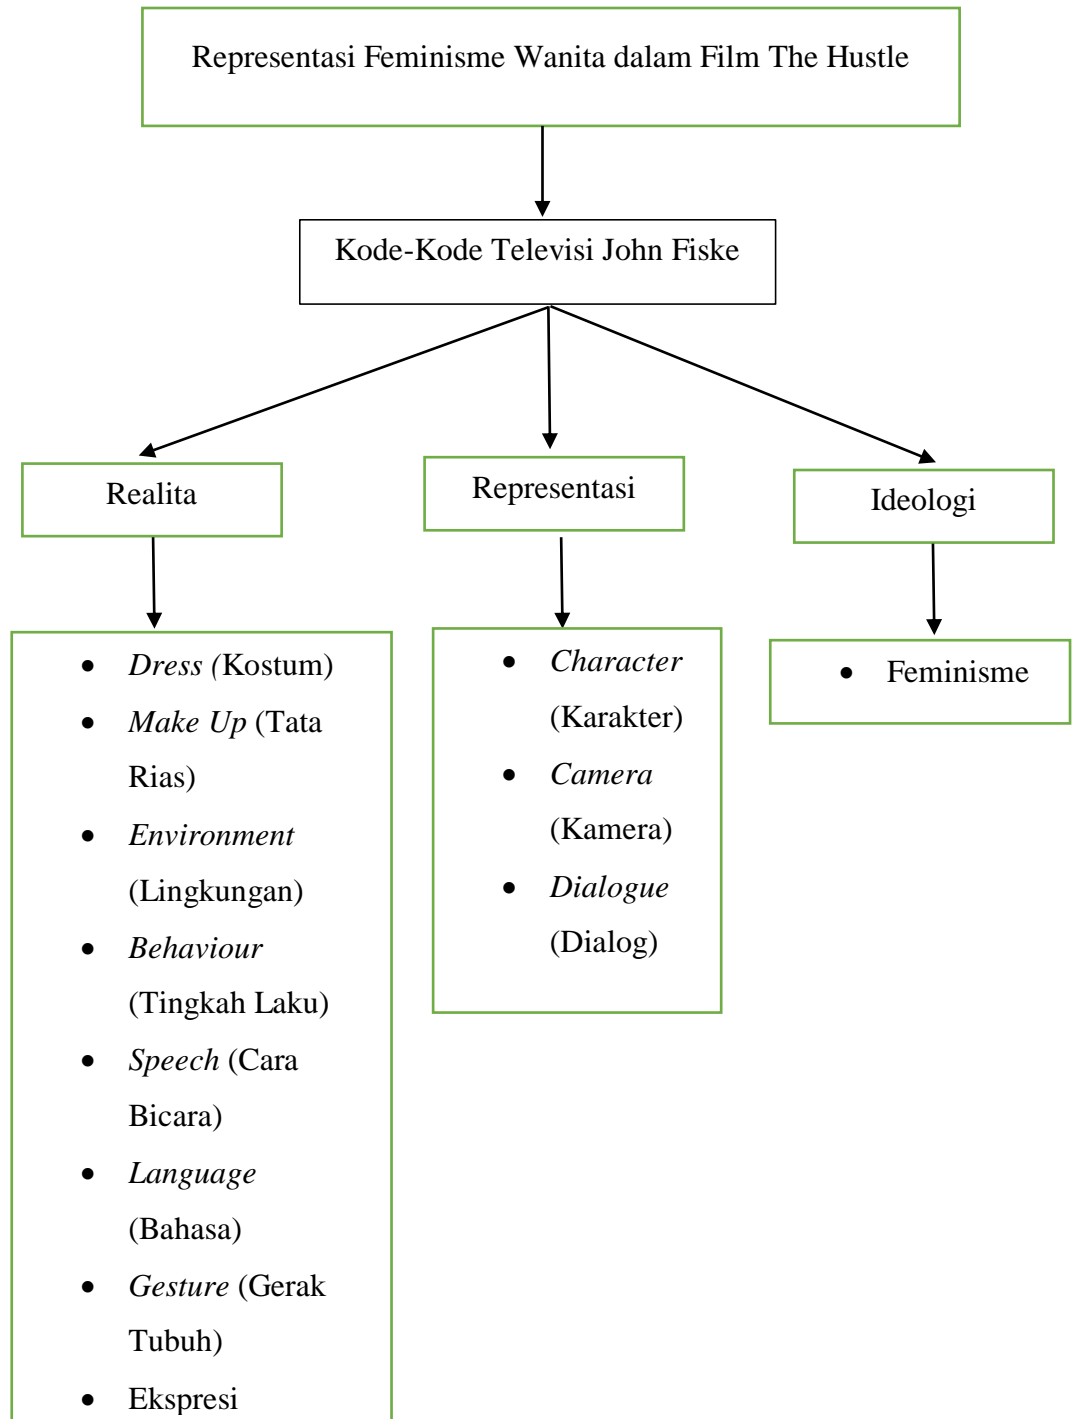 Representasi Feminisme Wanita dalam Film The Hustle
Kode-Kode Televisi John Fiske
Realita
Representasi
Ideologi
• Dress (Kostum)
• Make Up (Tata
Rias)
• Environment
(Lingkungan)
• Behaviour
(Tingkah Laku)
• Speech (Cara
Bicara)
• Language
(Bahasa)
• Gesture (Gerak
Tubuh)
• Ekspresi
• Character
(Karakter)
• Camera
(Kamera)
• Dialogue
(Dialog)
• Feminisme